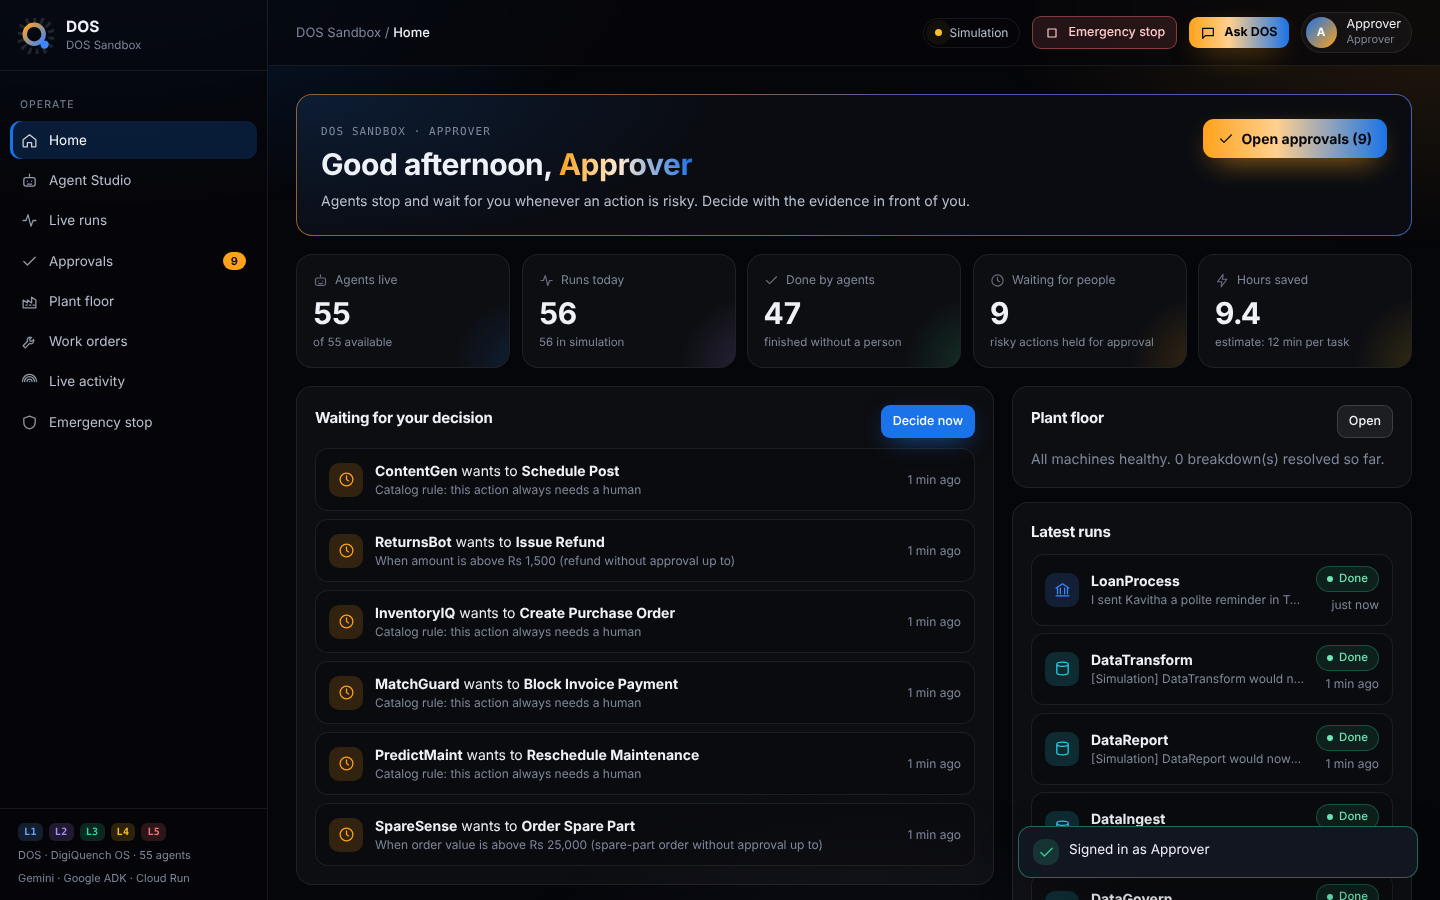 DOS
DOS Sandbox
OPERATE
Home
Agent Studio
Live runs
Approvals
9
Plant floor
Work orders
Live activity
Emergency stop
L1 L2 L3 L4 L5
DOS · DigiQuench OS · 55 agents
Gemini · Google ADK · Cloud Run
DOS Sandbox / Home
Simulation
Emergency stop
Ask DOS
A
Approver
Approver
DOS SANDBOX · APPROVER
Good afternoon, Approver
Agents stop and wait for you whenever an action is risky. Decide with the evidence in front of you.
Open approvals (9)
Agents live
55
of 55 available
Runs today
56
56 in simulation
Done by agents
47
finished without a person
Waiting for people
9
risky actions held for approval
Hours saved
9.4
estimate: 12 min per task
Waiting for your decision
Decide now
ContentGen wants to Schedule Post
Catalog rule: this action always needs a human
1 min ago
ReturnsBot wants to Issue Refund
When amount is above Rs 1,500 (refund without approval up to)
1 min ago
InventoryIQ wants to Create Purchase Order
Catalog rule: this action always needs a human
1 min ago
MatchGuard wants to Block Invoice Payment
Catalog rule: this action always needs a human
1 min ago
PredictMaint wants to Reschedule Maintenance
Catalog rule: this action always needs a human
1 min ago
SpareSense wants to Order Spare Part
When order value is above Rs 25,000 (spare-part order without approval up to)
1 min ago
Plant floor
Open
All machines healthy. 0 breakdown(s) resolved so far.
Latest runs
LoanProcess
I sent Kavitha a polite reminder in T...
Done
just now
DataTransform
[Simulation] DataTransform would n...
Done
1 min ago
DataReport
[Simulation] DataReport would now...
Done
1 min ago
DataIngest
Done
Signed in as Approver
DataGovern
Done